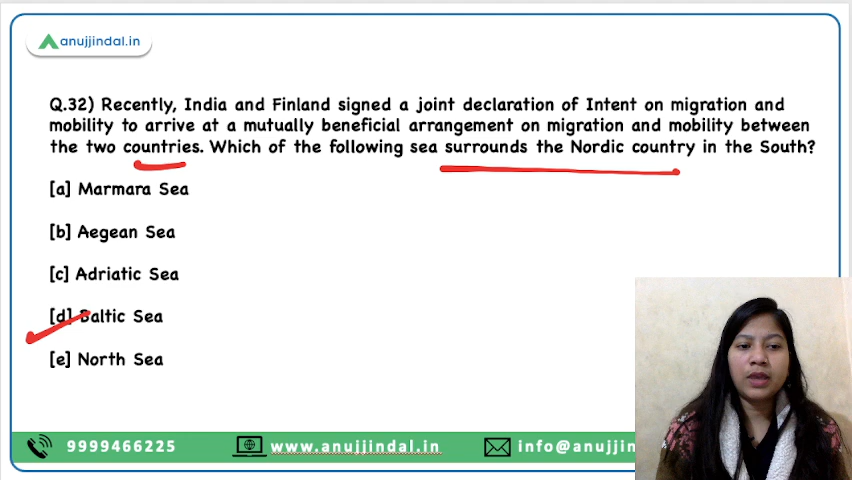 anujjindal.in
Q.32) Recently, India and Finland signed a joint declaration of Intent on migration and
mobility to arrive at a mutually beneficial arrangement on migration and mobility between
the two countries. Which of the following sea surrounds the Nordic country in the South?
[a] Marmara Sea
[b] Aegean Sea
[c] Adriatic Sea
[d] Baltic Sea
[e] North Sea
9999466225 www.anujjindal.in info@anujjin